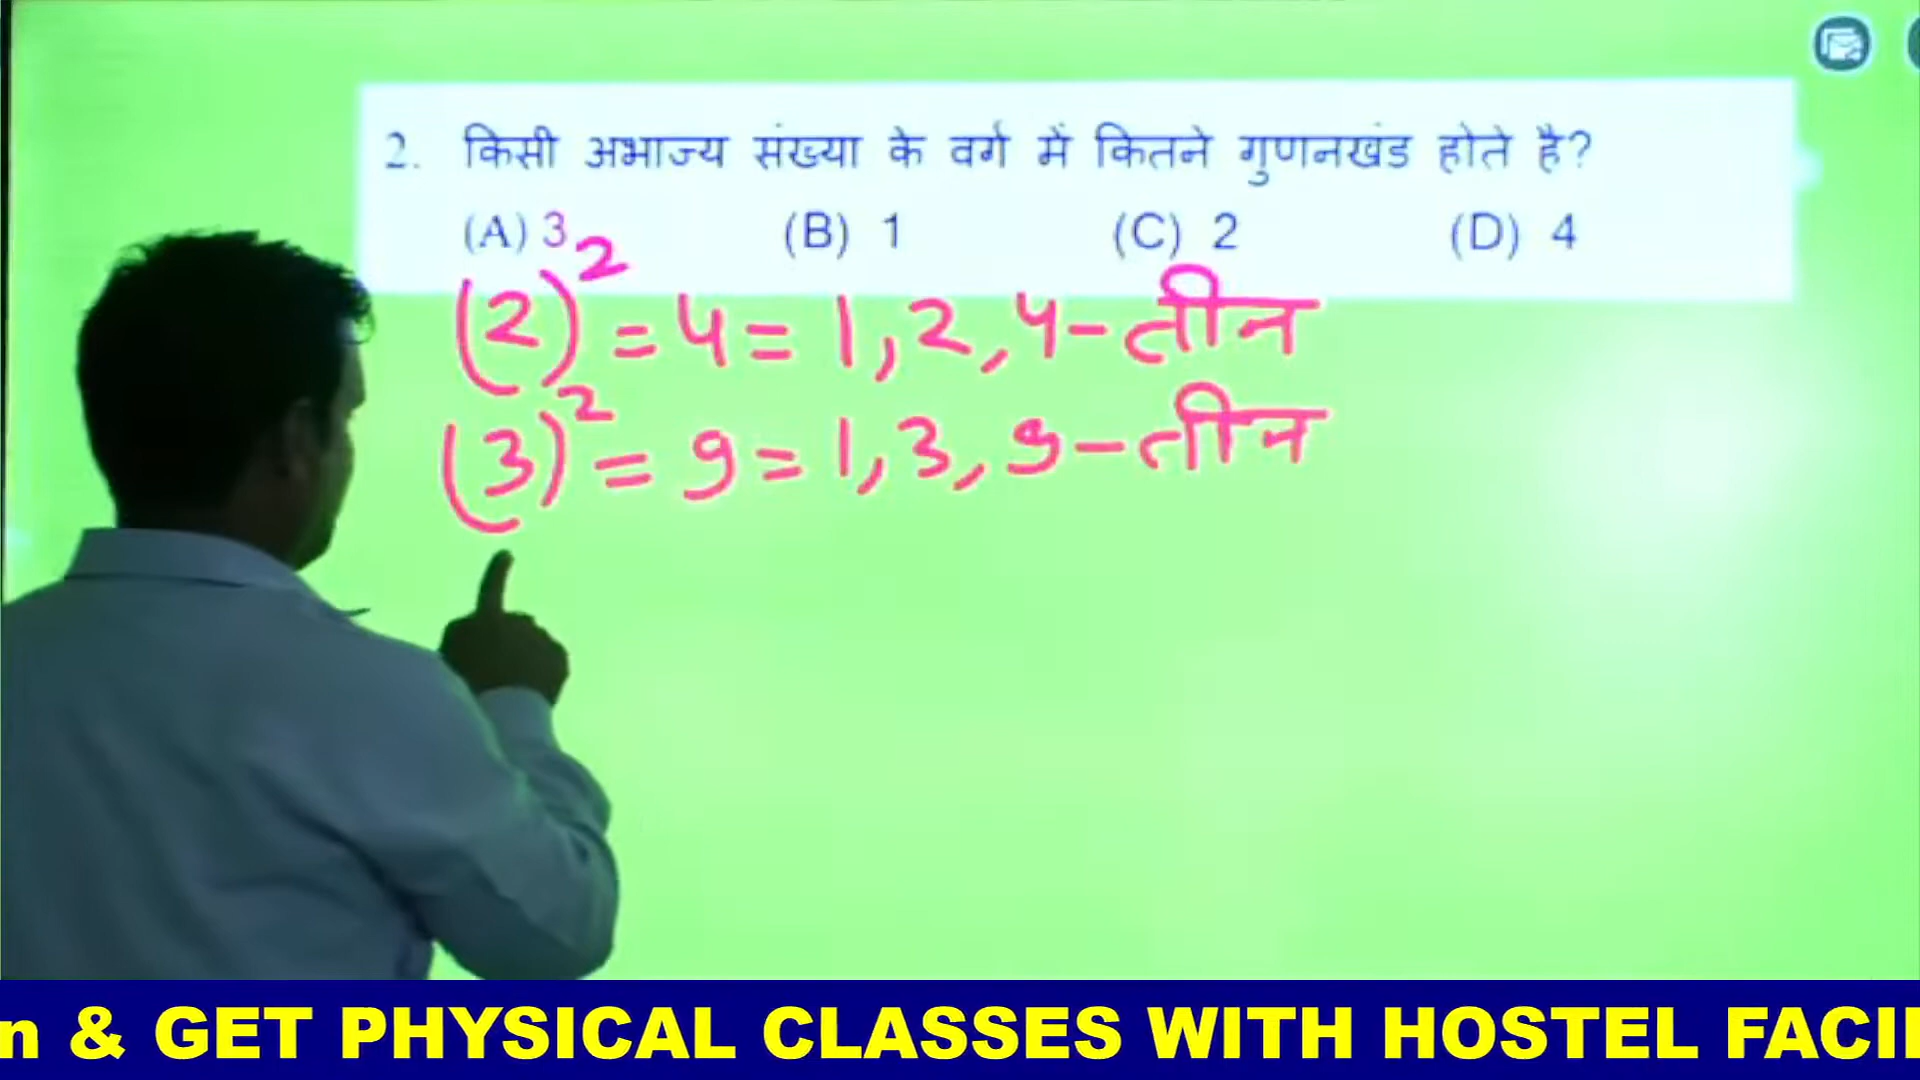 2. किसी अभाज्य संख्या के वर्ग में कितने गुणनखंड होते है?
(A) 3 (B) 1 (C) 2 (D) 4
(2)² = 4 = 1, 2, 4 - तीन
(3)² = 9 = 1, 3, 9 - तीन
n & GET PHYSICAL CLASSES WITH HOSTEL FACI